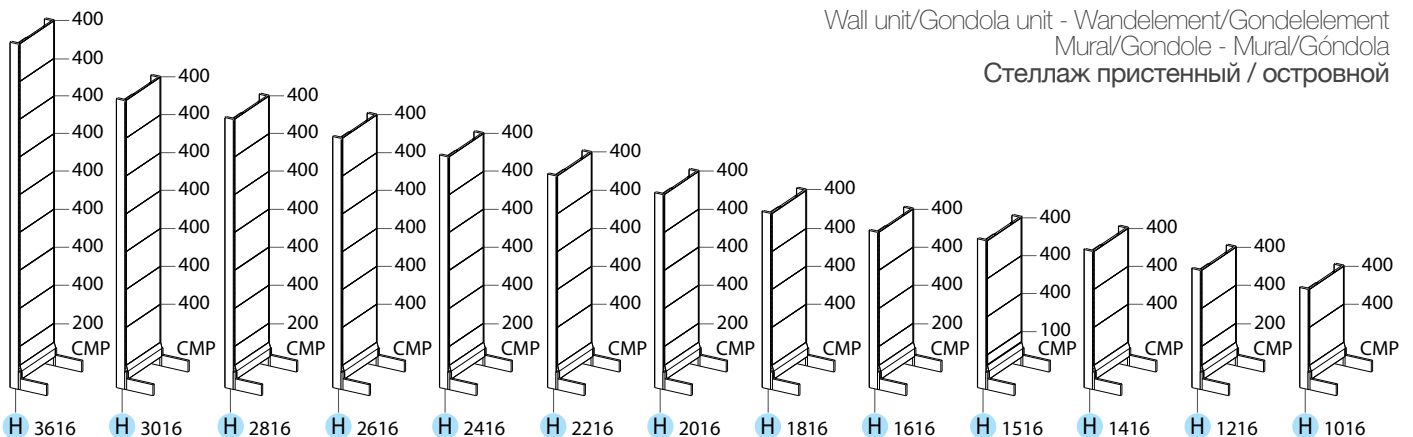 Wall unit/Gondola unit - Wandelement/Gondelelement
Mural/Gondole - Mural/Góndola
Стеллаж пристенный / островной
400
400
400
400
400
400
400
400
200
CMP
H 3616
400
400
400
400
400
400
400
CMP
H 3016
400
400
400
400
400
400
200
CMP
H 2816
400
400
400
400
400
400
CMP
H 2616
400
400
400
400
400
200
CMP
H 2416
400
400
400
400
400
CMP
H 2216
400
400
400
400
200
CMP
H 2016
400
400
400
400
CMP
H 1816
400
400
400
200
CMP
H 1616
400
400
400
100
CMP
H 1516
400
400
400
CMP
H 1416
400
400
200
CMP
H 1216
400
400
CMP
H 1016